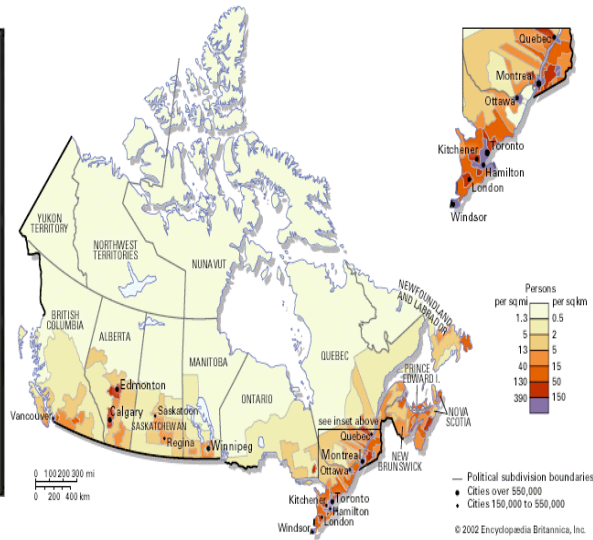 Quebec
Montreal
Ottawa
Kitchener
Toronto
Hamilton
London
Windsor
YUKON
TERRITORY
NORTHWEST
TERRITORIES
NUNAVUT
BRITISH
COLUMBIA
ALBERTA
MANITOBA
ONTARIO
QUEBEC
NEWFOUNDLAND
AND LABRADOR
PRINCE
EDWARD I.
NOVA
SCOTIA
NEW
BRUNSWICK
Edmonton
Calgary
Vancouver
Saskatoon
SASKATCHEWAN
Regina
Winnipeg
see inset above
Quebec
Montreal
Ottawa
Kitchener
Toronto
Hamilton
London
Windsor
Persons
per sq mi per sq km
1.3 0.5
5 2
13 5
40 15
130 50
390 150
0 100 200 300 mi
0 200 400 km
Political subdivision boundaries
Cities over 550,000
Cities 150,000 to 550,000
© 2002 Encyclopædia Britannica, Inc.